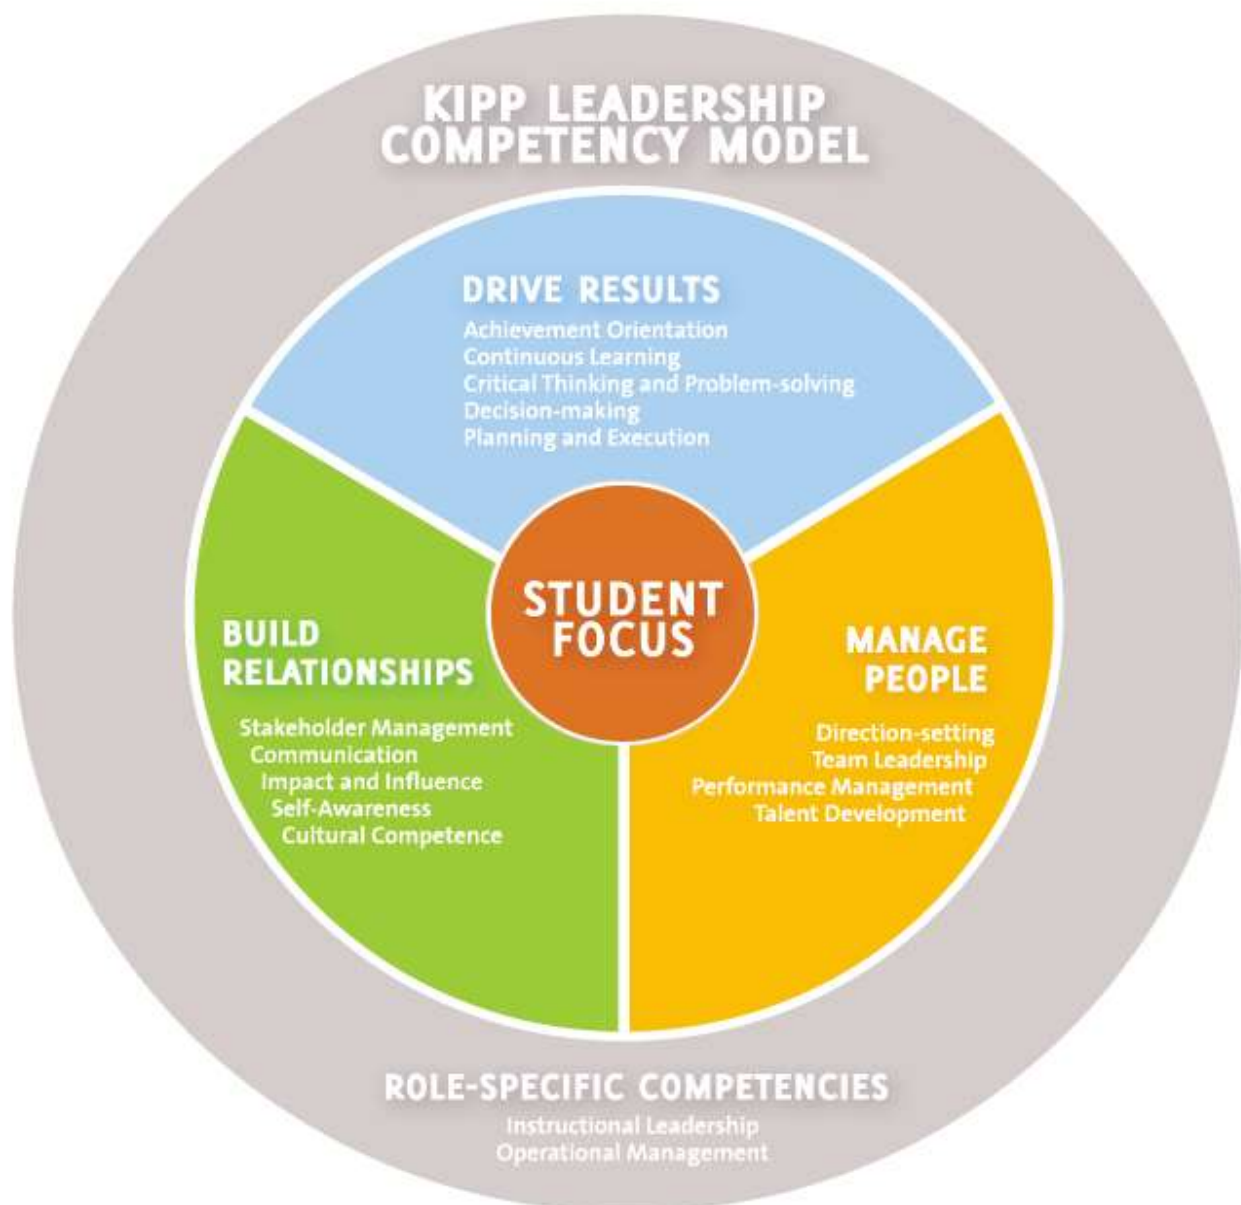 KIPP LEADERSHIP
COMPETENCY MODEL
DRIVE RESULTS
Achievement Orientation
Continuous Learning
Critical Thinking and Problem-solving
Decision-making
Planning and Execution
STUDENT
FOCUS
BUILD
RELATIONSHIPS
Stakeholder Management
Communication
Impact and Influence
Self-Awareness
Cultural Competence
MANAGE
PEOPLE
Direction-setting
Team Leadership
Performance Management
Talent Development
ROLE-SPECIFIC COMPETENCIES
Instructional Leadership
Operational Management